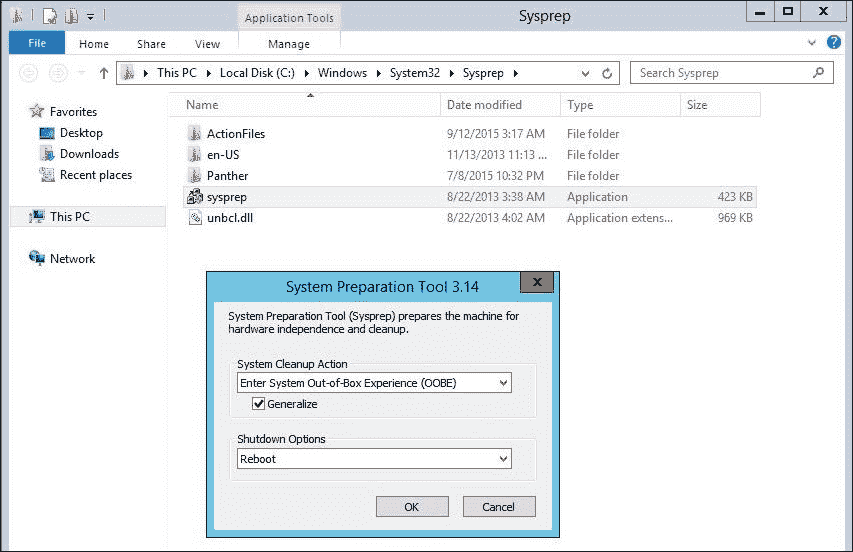 Application Tools
Sysprep
File Home Share View Manage
This PC Local Disk (C:) Windows System32 Sysprep
Search Sysprep
Favorites
Desktop
Downloads
Recent places
This PC
Network
Name Date modified Type Size
ActionFiles 9/12/2015 3:17 AM File folder
en-US 11/13/2013 11:13 ... File folder
Panther 7/8/2015 10:32 PM File folder
sysprep 8/22/2013 3:38 AM Application 423 KB
unbcl.dll 8/22/2013 4:02 AM Application extens... 969 KB
System Preparation Tool 3.14
System Preparation Tool (Sysprep) prepares the machine for
hardware independence and cleanup.
System Cleanup Action
Enter System Out-of-Box Experience (OOBE)
Generalize
Shutdown Options
Reboot
OK Cancel